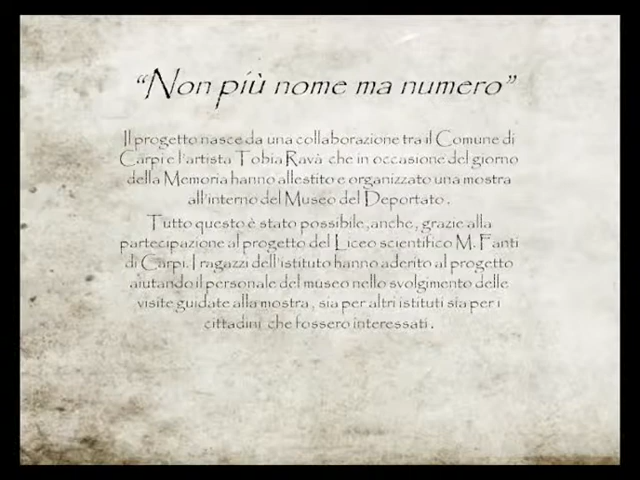 “Non più nome ma numero”
Il progetto nasce da una collaborazione tra il Comune di
Carpi e l'artista Tobia Ravà che in occasione del giorno
della Memoria hanno allestito e organizzato una mostra
all'interno del Museo del Deportato .
Tutto questo è stato possibile ,anche , grazie alla
partecipazione al progetto del Liceo scientifico M. Fanti
di Carpi. I ragazzi dell'istituto hanno aderito al progetto
aiutando il personale del museo nello svolgimento delle
visite guidate alla mostra , sia per altri istituti sia per i
cittadini che fossero interessati .